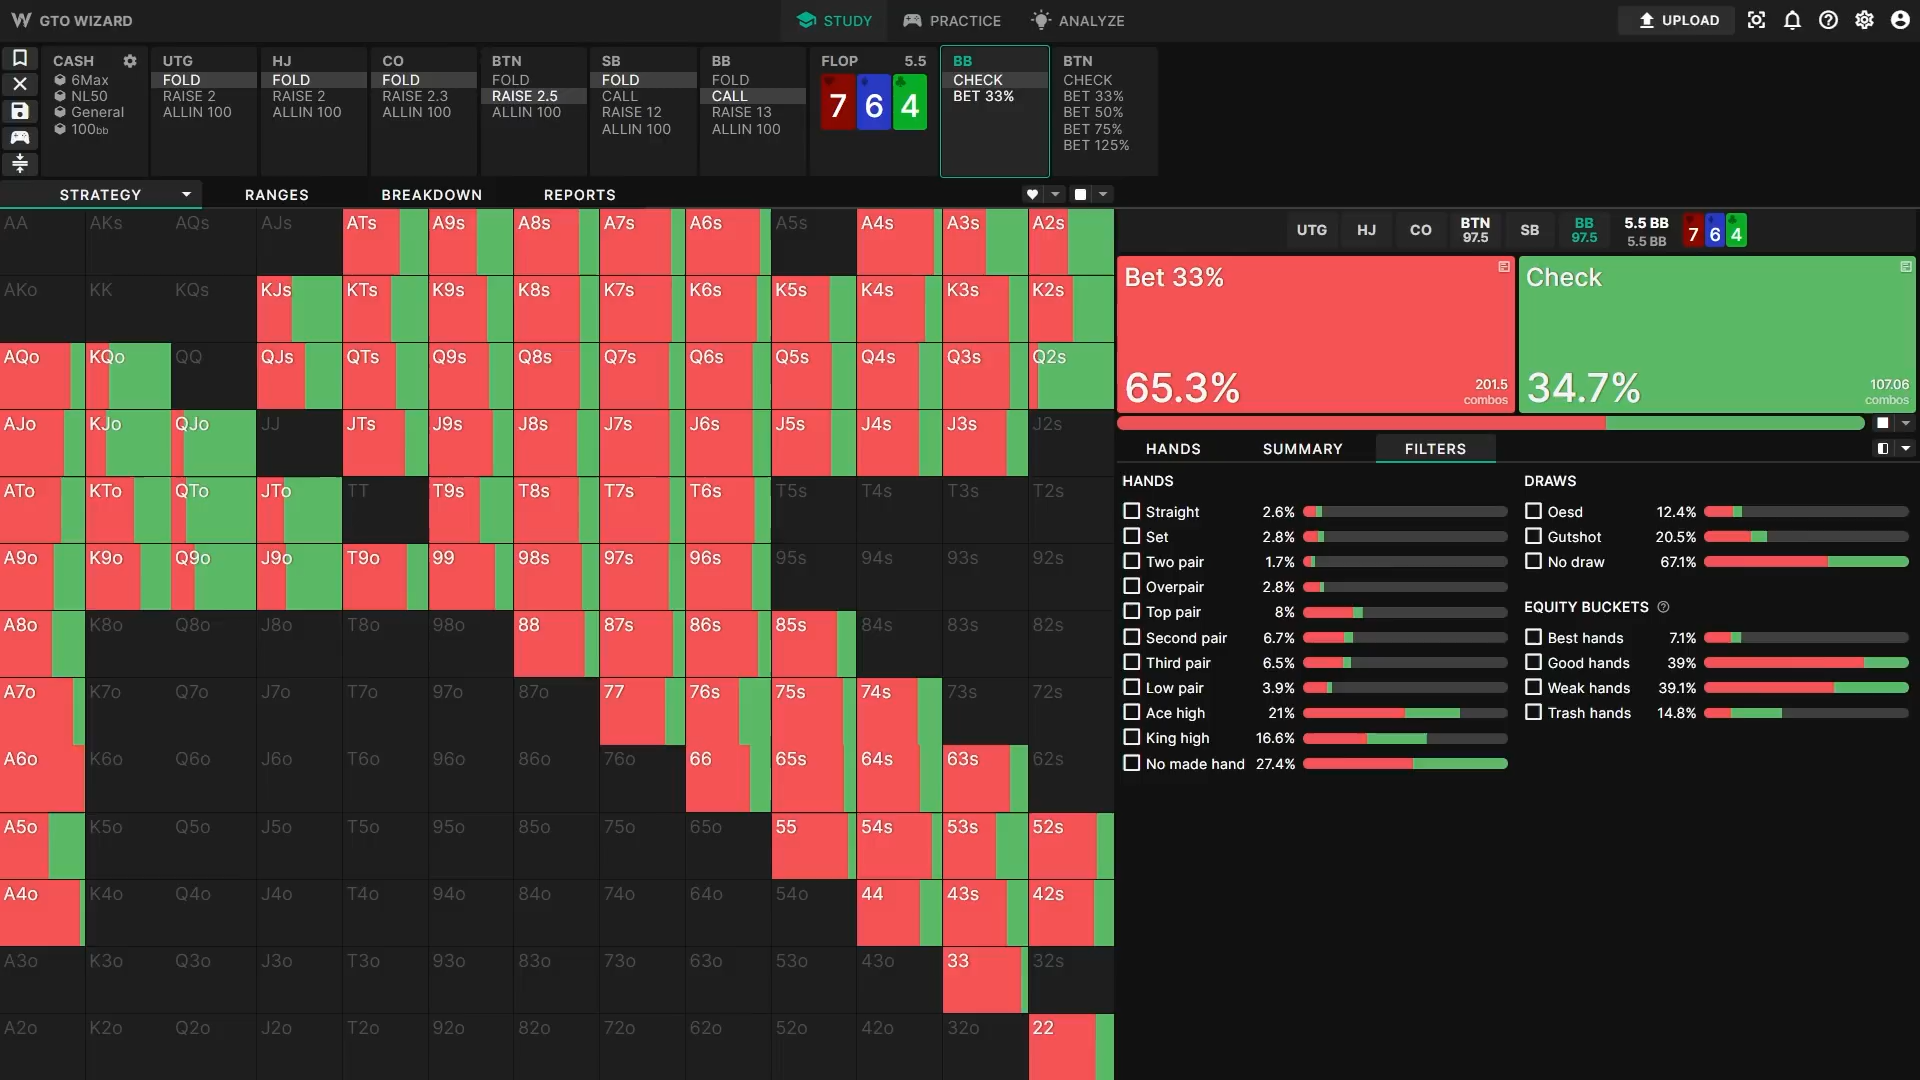 GTO WIZARD
STUDY
PRACTICE
ANALYZE
UPLOAD
CASH
6Max
NL50
General
100bb
UTG
FOLD
RAISE 2
ALLIN 100
HJ
FOLD
RAISE 2
ALLIN 100
CO
FOLD
RAISE 2.3
ALLIN 100
BTN
FOLD
RAISE 2.5
ALLIN 100
SB
FOLD
CALL
RAISE 12
ALLIN 100
BB
FOLD
CALL
RAISE 13
ALLIN 100
FLOP 5.5
7 6 4
BB
CHECK
BET 33%
BTN
CHECK
BET 33%
BET 50%
BET 75%
BET 125%
STRATEGY RANGES BREAKDOWN REPORTS
AA AKs AQs AJs ATs A9s A8s A7s A6s A5s A4s A3s A2s
AKo KK KQs KJs KTs K9s K8s K7s K6s K5s K4s K3s K2s
AQo KQo QQ QJs QTs Q9s Q8s Q7s Q6s Q5s Q4s Q3s Q2s
AJo KJo QJo JJ JTs J9s J8s J7s J6s J5s J4s J3s J2s
ATo KTo QTo JTo TT T9s T8s T7s T6s T5s T4s T3s T2s
A9o K9o Q9o J9o T9o 99 98s 97s 96s 95s 94s 93s 92s
A8o K8o Q8o J8o T8o 98o 88 87s 86s 85s 84s 83s 82s
A7o K7o Q7o J7o T7o 97o 87o 77 76s 75s 74s 73s 72s
A6o K6o Q6o J6o T6o 96o 86o 76o 66 65s 64s 63s 62s
A5o K5o Q5o J5o T5o 95o 85o 75o 65o 55 54s 53s 52s
A4o K4o Q4o J4o T4o 94o 84o 74o 64o 54o 44 43s 42s
A3o K3o Q3o J3o T3o 93o 83o 73o 63o 53o 43o 33 32s
A2o K2o Q2o J2o T2o 92o 82o 72o 62o 52o 42o 32o 22
UTG
HJ
CO
BTN
97.5
SB
BB
97.5
5.5 BB
5.5 BB
7 6 4
Bet 33%
65.3%
201.5
combos
Check
34.7%
107.06
combos
HANDS SUMMARY FILTERS
HANDS
Straight 2.6%
Set 2.8%
Two pair 1.7%
Overpair 2.8%
Top pair 8%
Second pair 6.7%
Third pair 6.5%
Low pair 3.9%
Ace high 21%
King high 16.6%
No made hand 27.4%
DRAWS
Oesd 12.4%
Gutshot 20.5%
No draw 67.1%
EQUITY BUCKETS
Best hands 7.1%
Good hands 39%
Weak hands 39.1%
Trash hands 14.8%